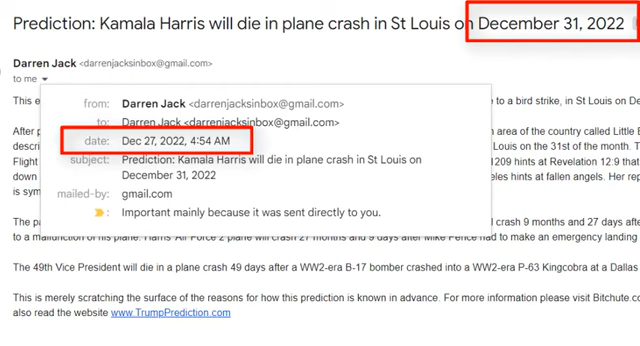 Prediction: Kamala Harris will die in plane crash in St Louis on December 31, 2022
Darren Jack <darrenjacksinbox@gmail.com>
to me
This e
to a bird strike, in St Louis on De
from: Darren Jack <darrenjacksinbox@gmail.com>
to: Darren Jack <darrenjacksinbox@gmail.com>
date: Dec 27, 2022, 4:54 AM
subject: Prediction: Kamala Harris will die in plane crash in St Louis on
December 31, 2022
mailed-by: gmail.com
: Important mainly because it was sent directly to you.
After p
n area of the country called Little E
descri
Louis on the 31st of the month. T
Flight
1209 hints at Revelation 12:9 that
down
eles hints at fallen angels. Her rep
is sym
The pa
l crash 9 months and 27 days afte
to a malfunction of his plane. Harris' Air Force 2 plane will crash 27 months and 9 days after Mike Pence had to make an emergency landing
The 49th Vice President will die in a plane crash 49 days after a WW2-era B-17 bomber crashed into a WW2-era P-63 Kingcobra at a Dallas
This is merely scratching the surface of the reasons for how this prediction is known in advance. For more information please visit Bitchute.co
also read the website www.TrumpPrediction.com